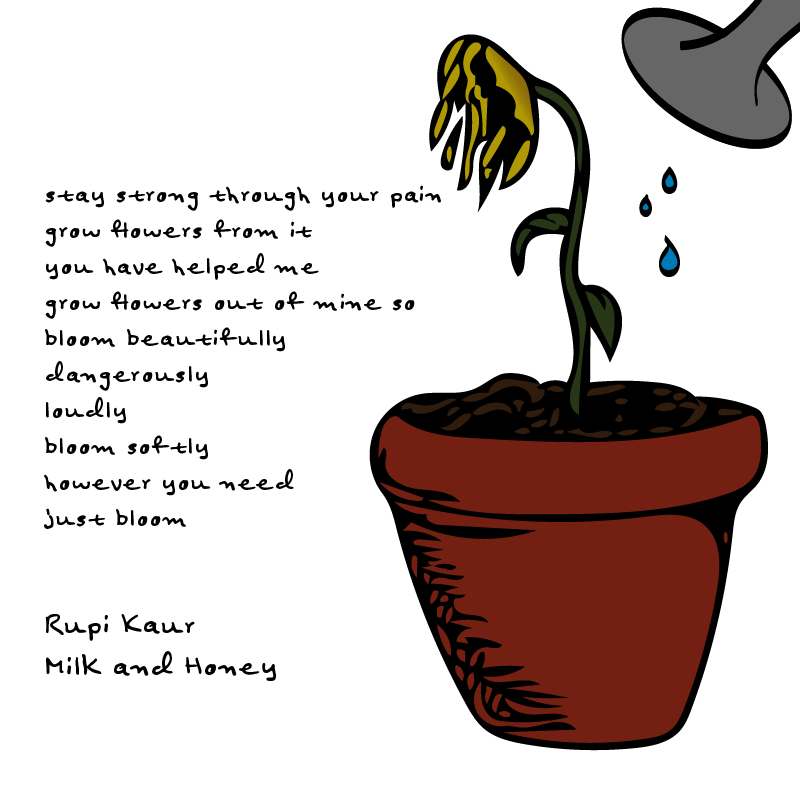 stay strong through your pain
grow flowers from it
you have helped me
grow flowers out of mine so
bloom beautifully
dangerously
loudly
bloom softly
however you need
just bloom
Rupi Kaur
Milk and Honey